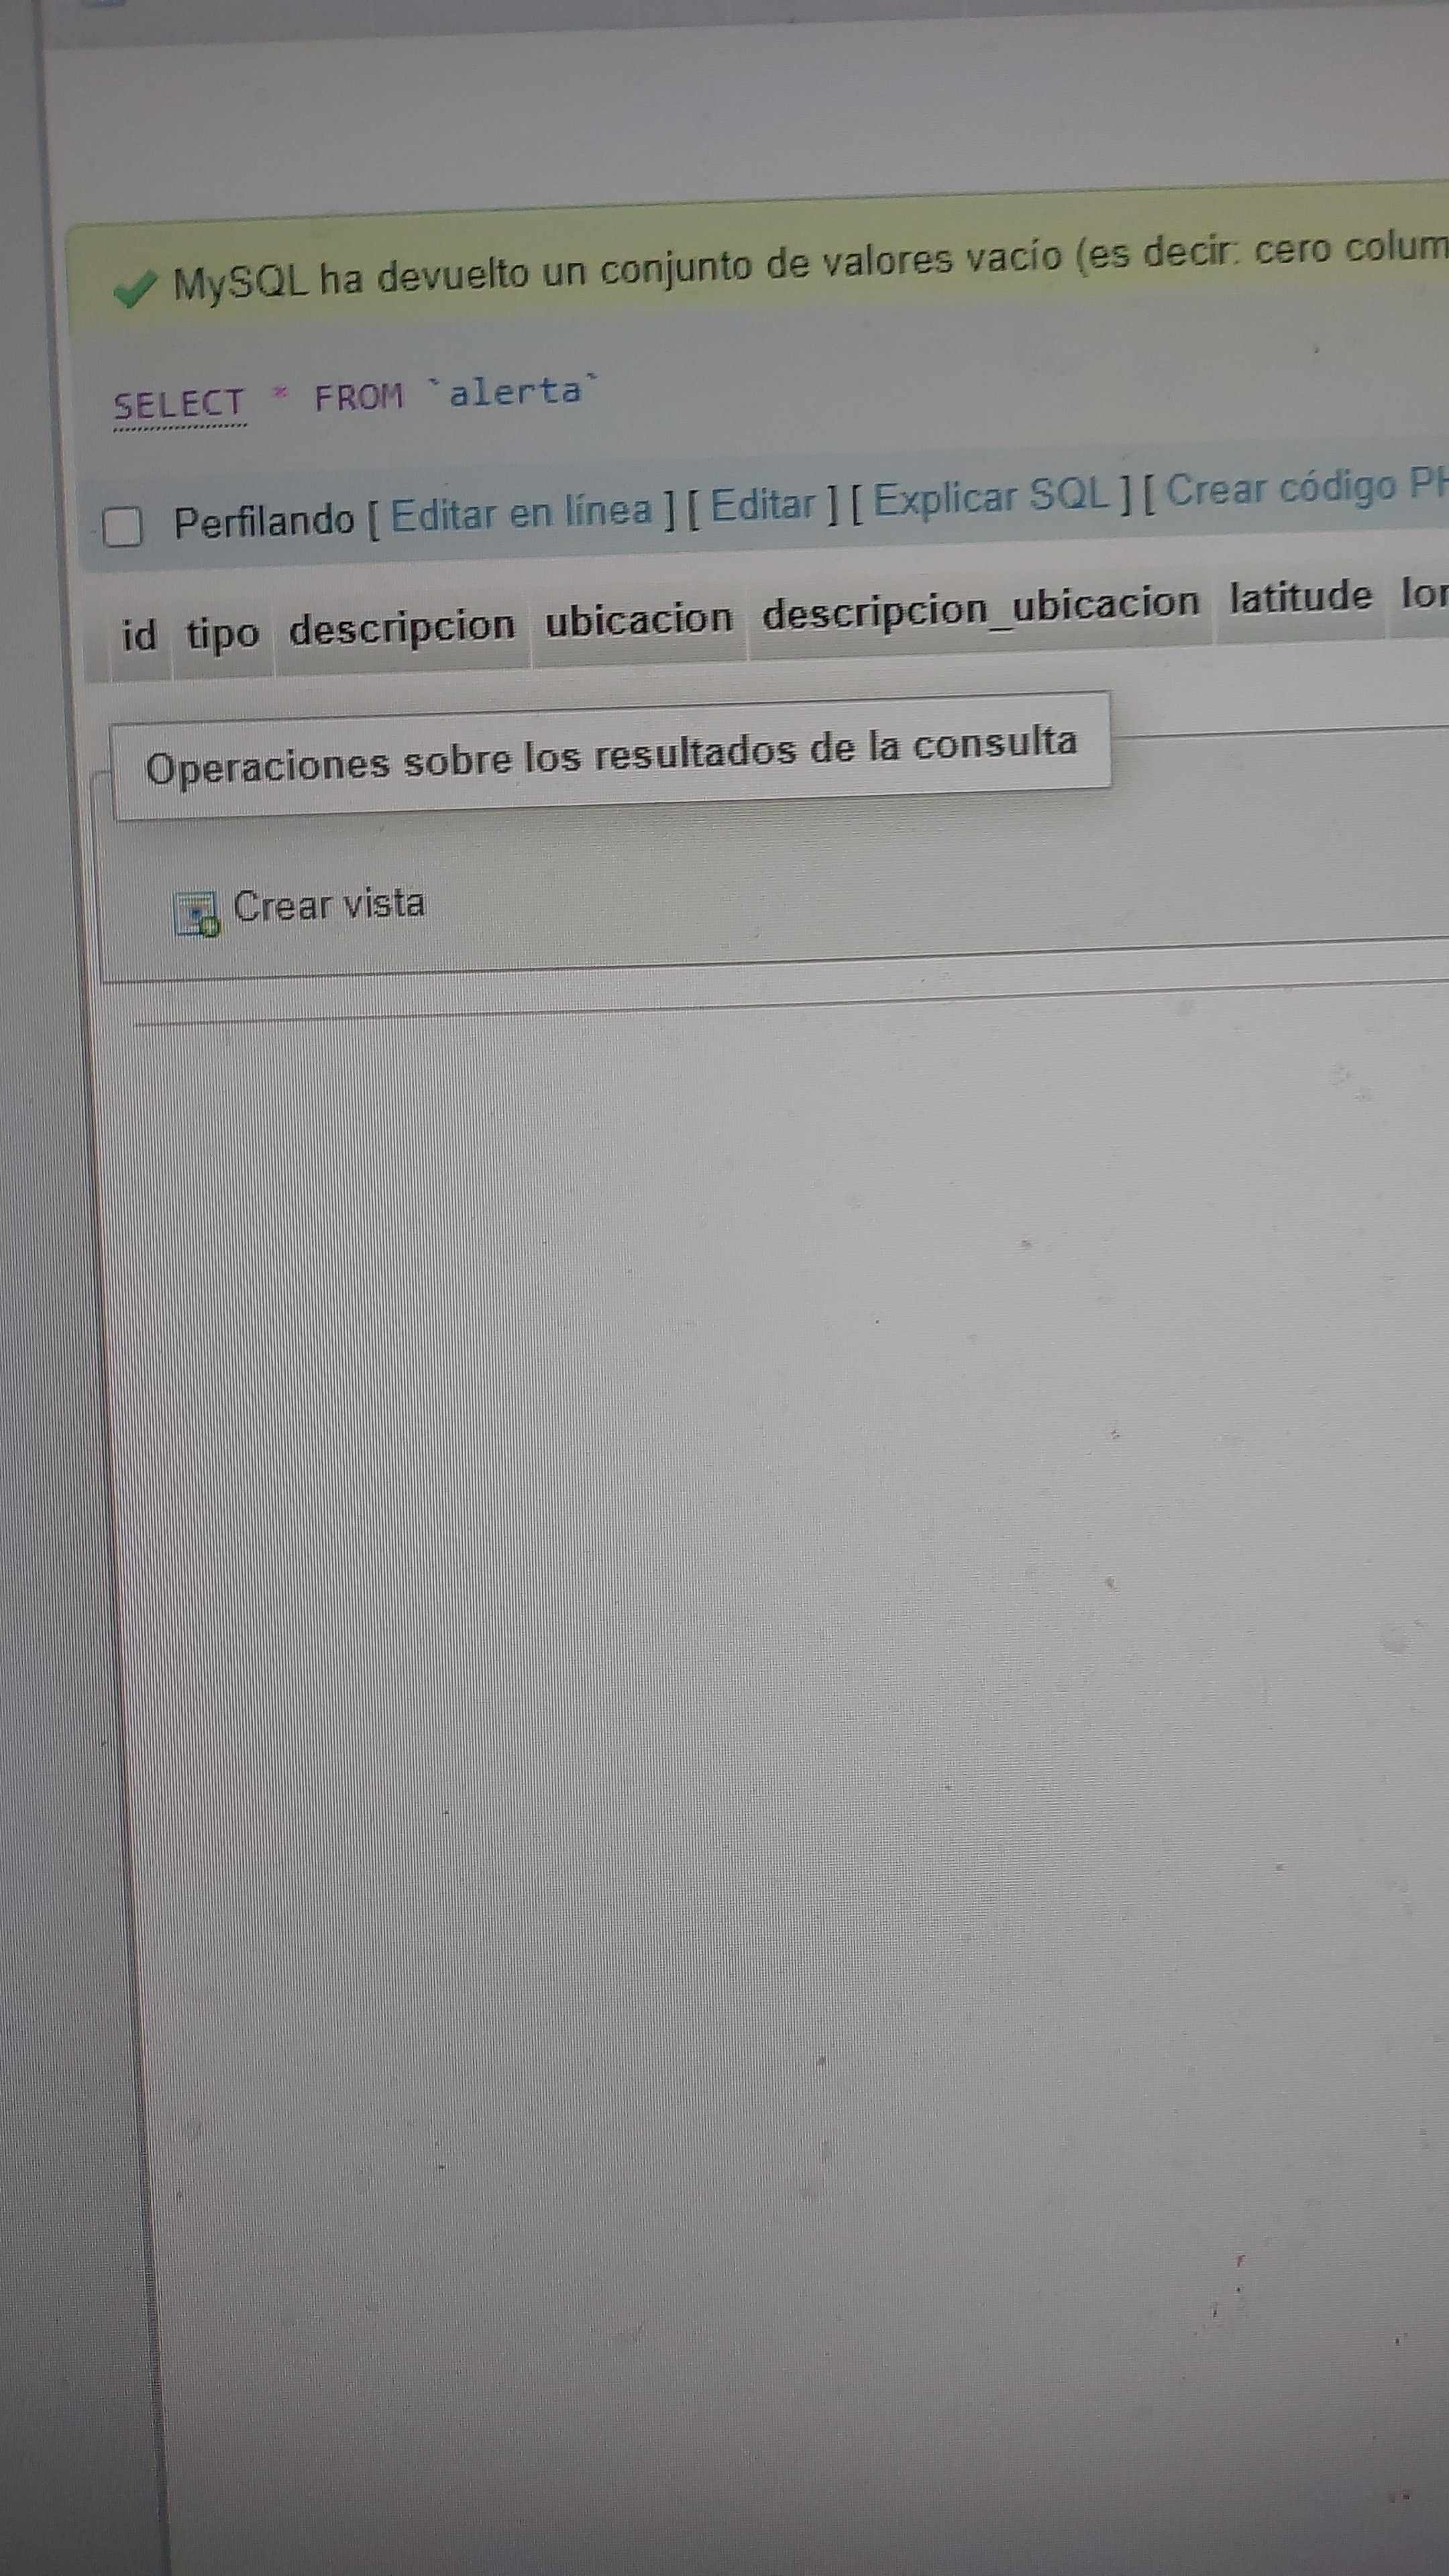 MySQL ha devuelto un conjunto de valores vacío (es decir: cero colum
SELECT * FROM `alerta`
Perfilando [ Editar en línea ] [ Editar ] [ Explicar SQL ] [ Crear código PH
id tipo descripcion ubicacion descripcion_ubicacion latitude lon
Operaciones sobre los resultados de la consulta
Crear vista